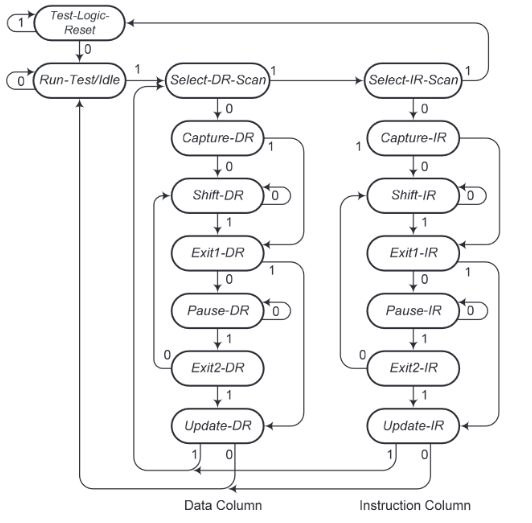 Test-Logic-
Reset
1
0
Run-Test/Idle
0
1
Select-DR-Scan
1
Select-IR-Scan
1
0
0
Capture-DR
1
1
Capture-IR
0
0
Shift-DR
0
Shift-IR
0
1
1
Exit1-DR
1
Exit1-IR
1
0
0
Pause-DR
0
Pause-IR
0
1
1
0
Exit2-DR
0
Exit2-IR
1
1
Update-DR
Update-IR
1
0
1
0
Data Column
Instruction Column